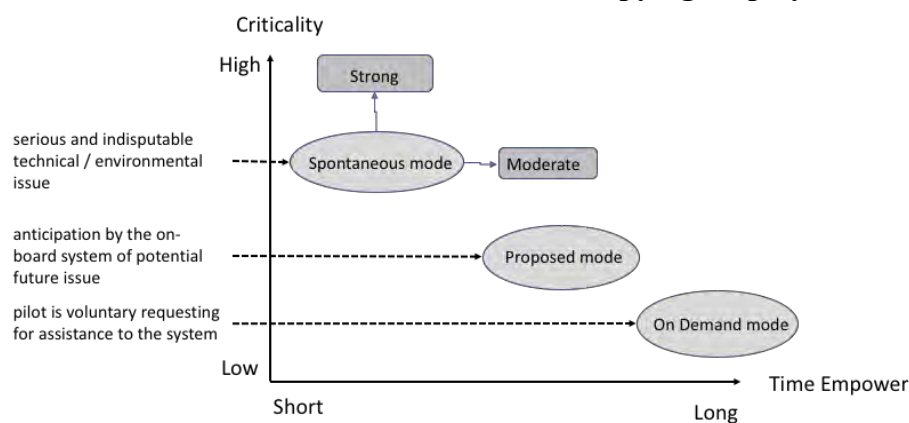 Criticality
High
Strong
serious and indisputable
technical / environmental
issue
Spontaneous mode
Moderate
anticipation by the on-
board system of potential
future issue
Proposed mode
pilot is voluntary requesting
for assistance to the system
On Demand mode
Low
Time Empower
Short
Long